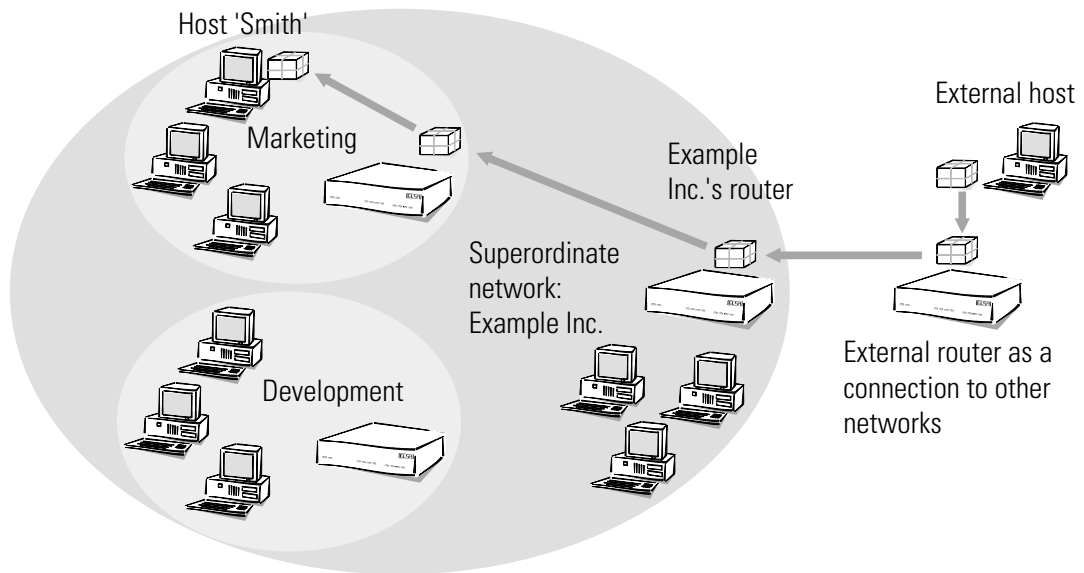 Host 'Smith'
Marketing
External host
Example
Inc.'s router
Superordinate
network:
Example Inc.
External router as a
connection to other
networks
Development